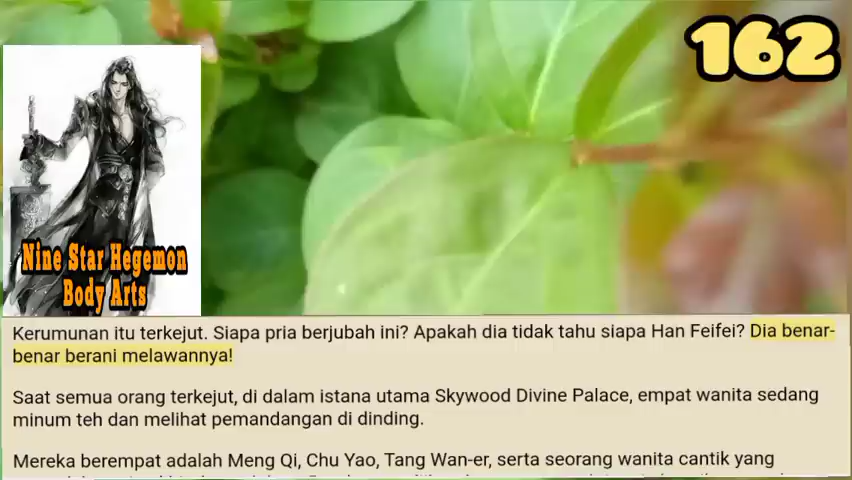 162
Nine Star Hegemon
Body Arts
Kerumunan itu terkejut. Siapa pria berjubah ini? Apakah dia tidak tahu siapa Han Feifei? Dia benar-
benar berani melawannya!
Saat semua orang terkejut, di dalam istana utama Skywood Divine Palace, empat wanita sedang
minum teh dan melihat pemandangan di dinding.
Mereka berempat adalah Meng Qi, Chu Yao, Tang Wan-er, serta seorang wanita cantik yang